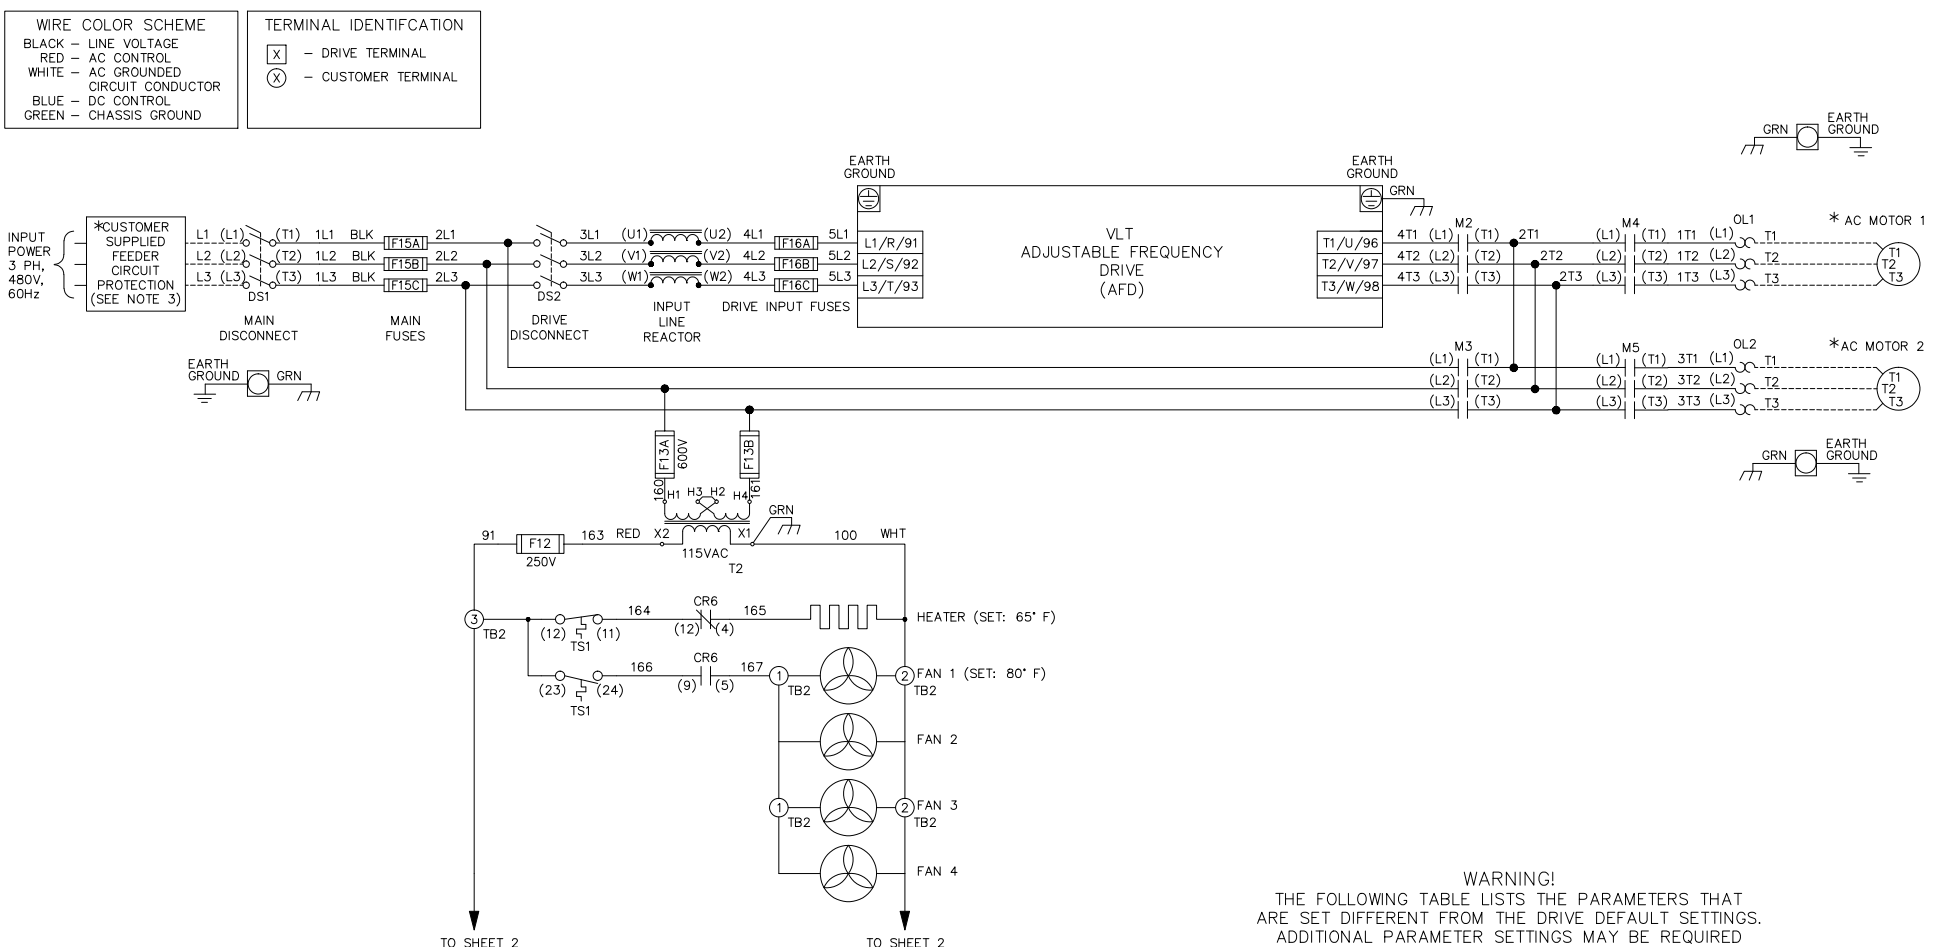 WIRE COLOR SCHEME
BLACK – LINE VOLTAGE
RED – AC CONTROL
WHITE – AC GROUNDED
CIRCUIT CONDUCTOR
BLUE – DC CONTROL
GREEN – CHASSIS GROUND
TERMINAL IDENTIFCATION
X – DRIVE TERMINAL
X – CUSTOMER TERMINAL
GRN
EARTH
GROUND
INPUT
POWER
3 PH,
480V,
60Hz
*CUSTOMER
SUPPLIED
FEEDER
CIRCUIT
PROTECTION
(SEE NOTE 3)
L1 (L1) (T1) 1L1 BLK F15A 2L1
L2 (L2) (T2) 1L2 BLK F15B 2L2
L3 (L3) (T3) 1L3 BLK F15C 2L3
DS1
MAIN
DISCONNECT
MAIN
FUSES
3L1 (U1) (U2) 4L1 F16A 5L1
3L2 (V1) (V2) 4L2 F16B 5L2
3L3 (W1) (W2) 4L3 F16C 5L3
DS2
DRIVE
DISCONNECT
INPUT
LINE
REACTOR
DRIVE INPUT FUSES
EARTH
GROUND
L1/R/91
L2/S/92
L3/T/93
VLT
ADJUSTABLE FREQUENCY
DRIVE
(AFD)
EARTH
GROUND
GRN
T1/U/96
T2/V/97
T3/W/98
M2
M4
OL1
* AC MOTOR 1
4T1 (L1) (T1) 2T1 (L1) (T1) 1T1 (L1) T1
4T2 (L2) (T2) 2T2 (L2) (T2) 1T2 (L2) T2
4T3 (L3) (T3) 2T3 (L3) (T3) 1T3 (L3) T3
T1
T2
T3
EARTH
GROUND
GRN
M3
M5
OL2
*AC MOTOR 2
(L1) (T1) (L1) (T1) 3T1 (L1) T1
(L2) (T2) (L2) (T2) 3T2 (L2) T2
(L3) (T3) (L3) (T3) 3T3 (L3) T3
T1
T2
T3
GRN
EARTH
GROUND
F13A
600V
F13B
160
161
H1 H3 H2 H4
GRN
91 F12 163 RED X2 X1 100 WHT
250V
115VAC
T2
3
TB2
(12) (11)
TS1
164
CR6
(12) (4)
165
HEATER (SET: 65° F)
(23) (24)
TS1
166
CR6
(9) (5)
167
1
TB2
2
TB2
FAN 1 (SET: 80° F)
FAN 2
1
TB2
2
TB2
FAN 3
FAN 4
TO SHEET 2
TO SHEET 2
WARNING!
THE FOLLOWING TABLE LISTS THE PARAMETERS THAT
ARE SET DIFFERENT FROM THE DRIVE DEFAULT SETTINGS.
ADDITIONAL PARAMETER SETTINGS MAY BE REQUIRED